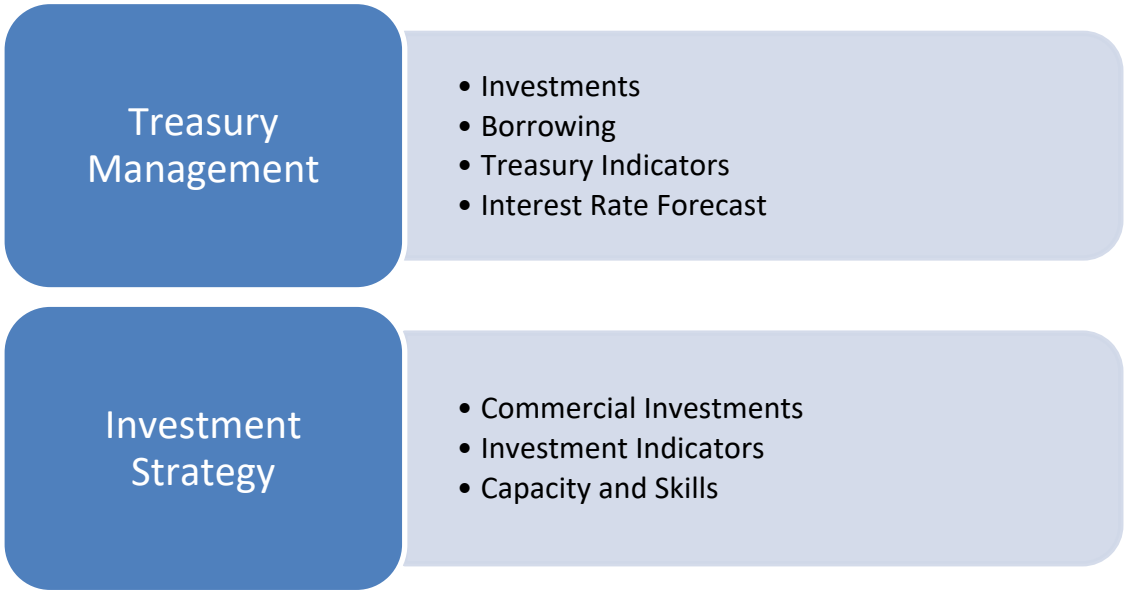 Treasury
Management
• Investments
• Borrowing
• Treasury Indicators
• Interest Rate Forecast
Investment
Strategy
• Commercial Investments
• Investment Indicators
• Capacity and Skills